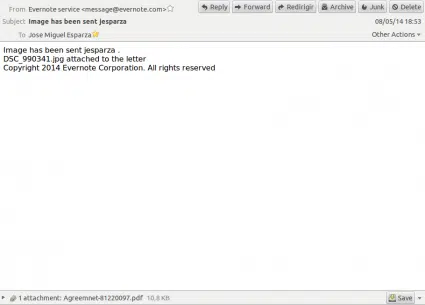 From Evernote service <message@evernote.com>
Reply Forward Redirigir Archive Junk Delete
Subject Image has been sent jesparza
08/05/14 18:53
To Jose Miguel Esparza
Other Actions
Image has been sent jesparza .
DSC_990341.jpg attached to the letter
Copyright 2014 Evernote Corporation. All rights reserved
1 attachment: Agreemnet-81220097.pdf 10,8 KB
Save